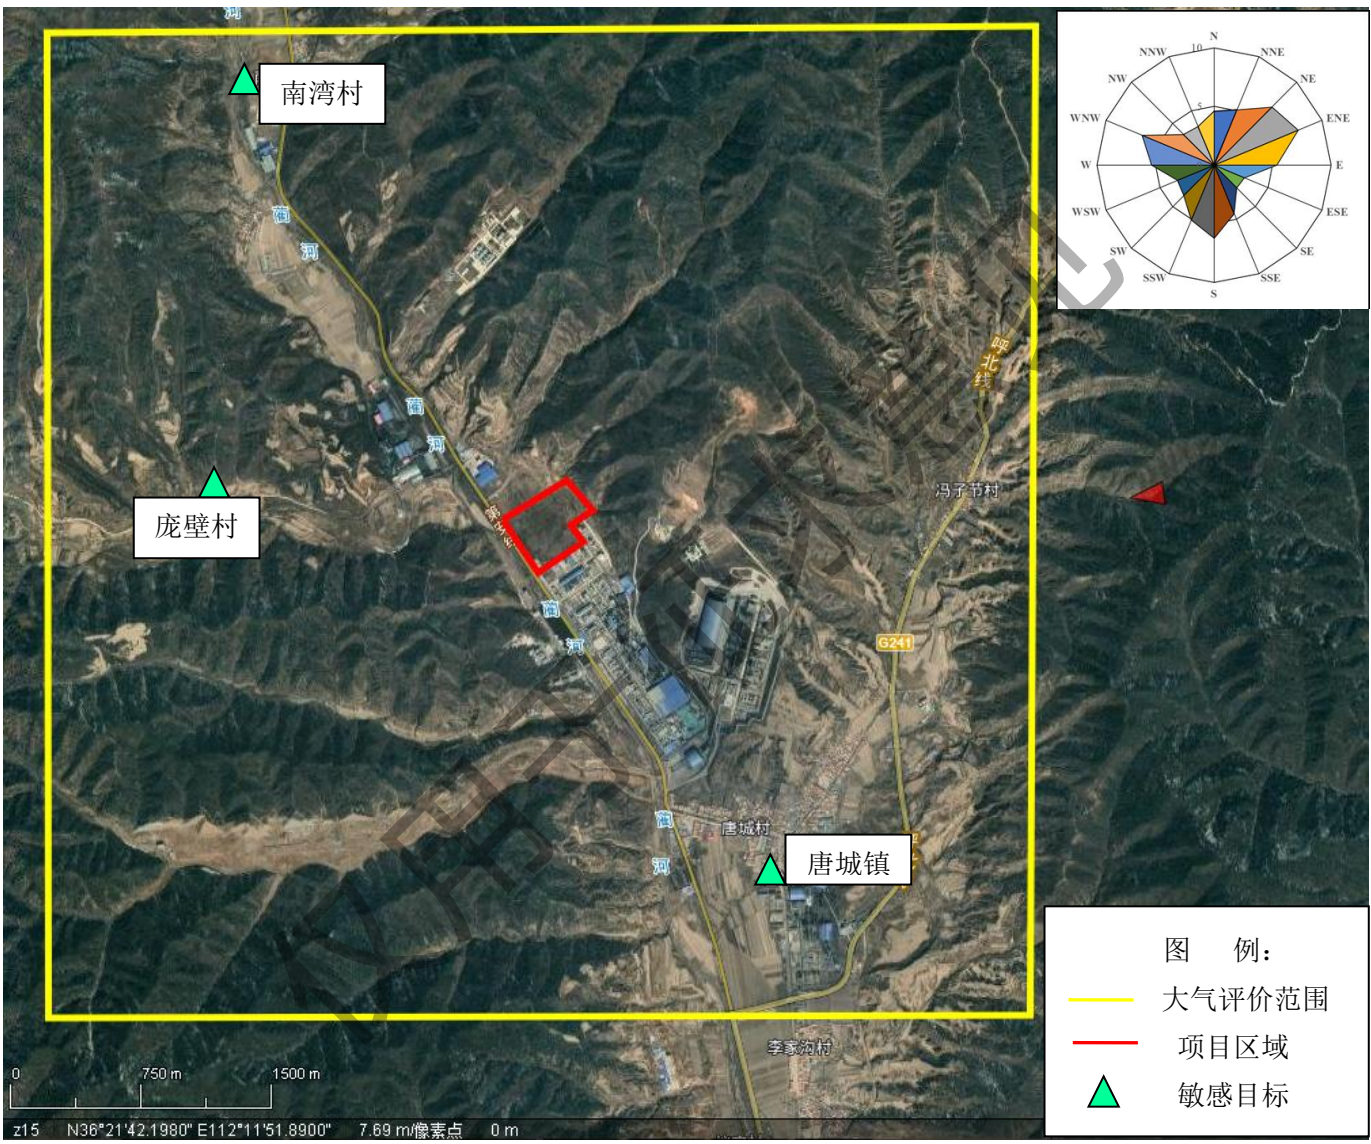 河
南湾村
蔺
河
蔺
河
庞壁村
蔺
河
呼
北
线
冯子节村
G241
唐城村
蔺
河
唐城镇
李家沟村
N
NNE
NE
ENE
E
ESE
SE
SSE
S
SSW
SW
WSW
W
WNW
NW
NNW
10
5
图 例：
大气评价范围
项目区域
敏感目标
0 750 m 1500 m
z15 N36°21'42.1980" E112°11'51.8900" 7.69 m/像素点 0 m